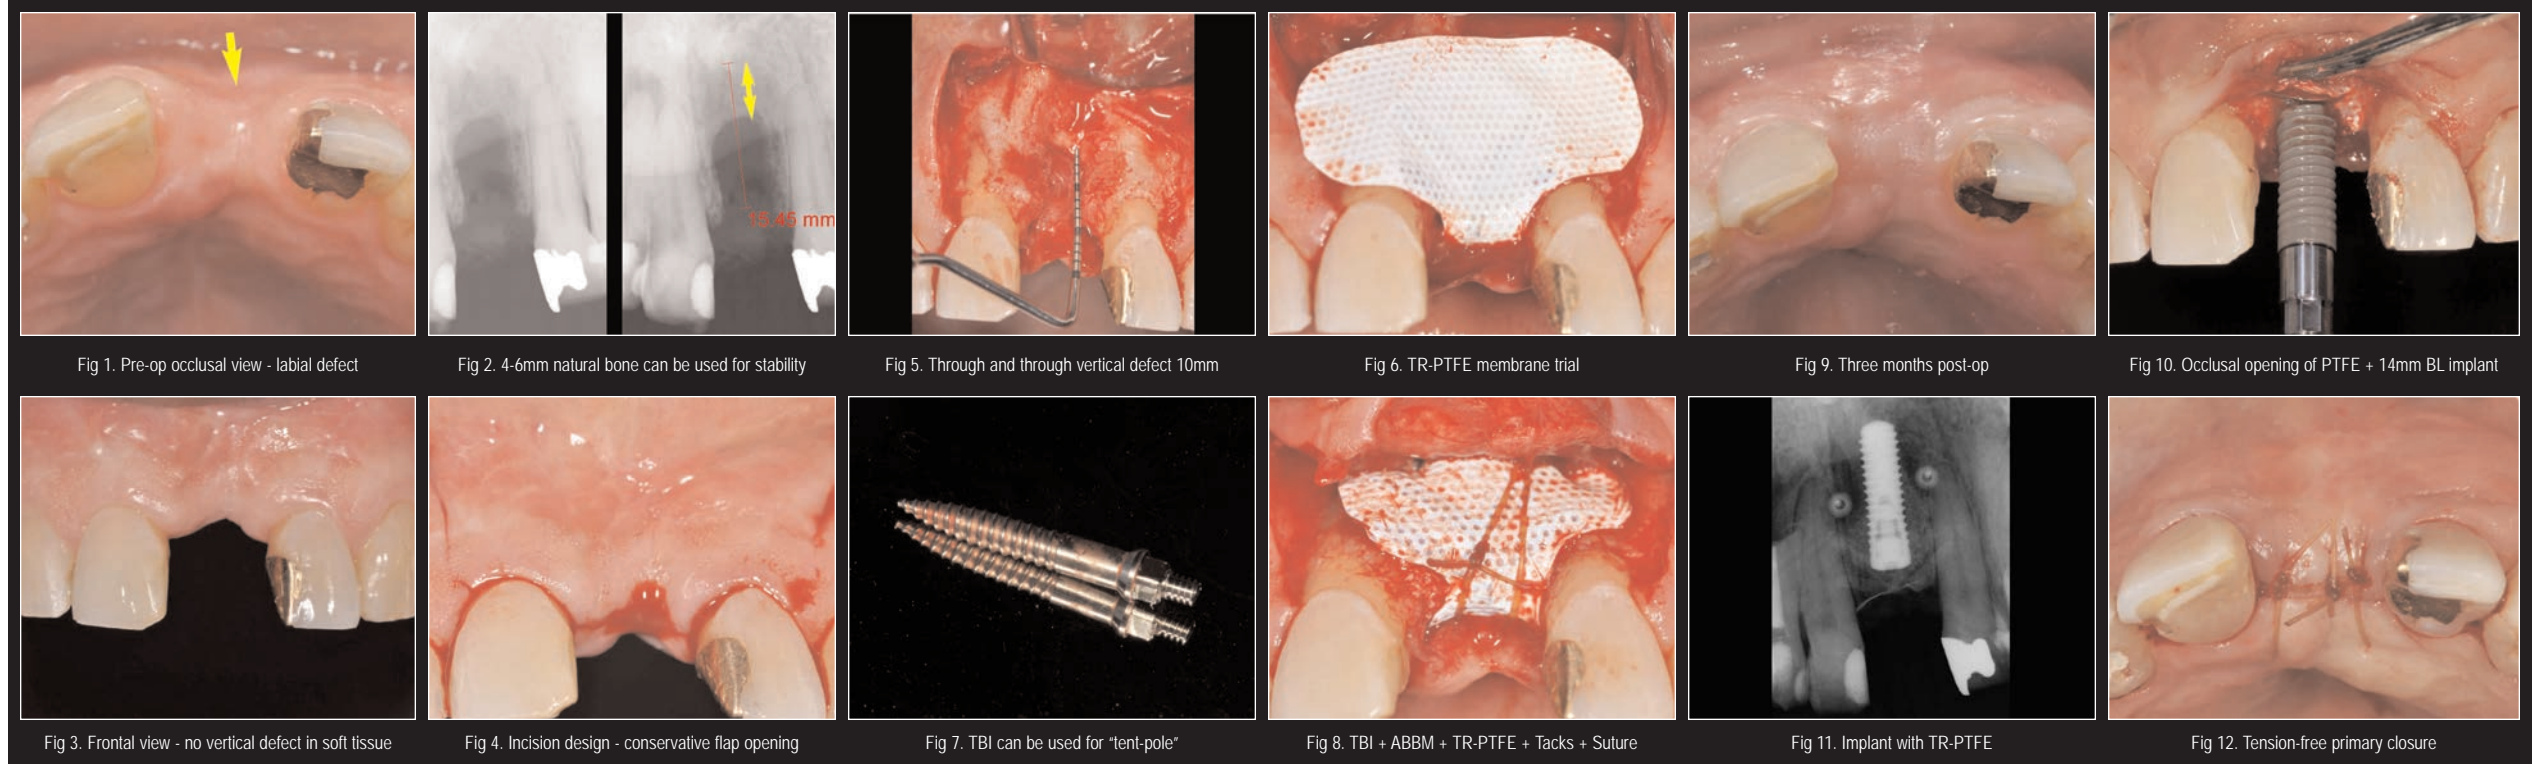 15.45 mm
Fig 1. Pre-op occlusal view - labial defect
Fig 2. 4-6mm natural bone can be used for stability
Fig 3. Frontal view - no vertical defect in soft tissue
Fig 4. Incision design - conservative flap opening
Fig 5. Through and through vertical defect 10mm
Fig 6. TR-PTFE membrane trial
Fig 7. TBI can be used for “tent-pole”
Fig 8. TBI + ABBM + TR-PTFE + Tacks + Suture
Fig 9. Three months post-op
Fig 10. Occlusal opening of PTFE + 14mm BL implant
Fig 11. Implant with TR-PTFE
Fig 12. Tension-free primary closure